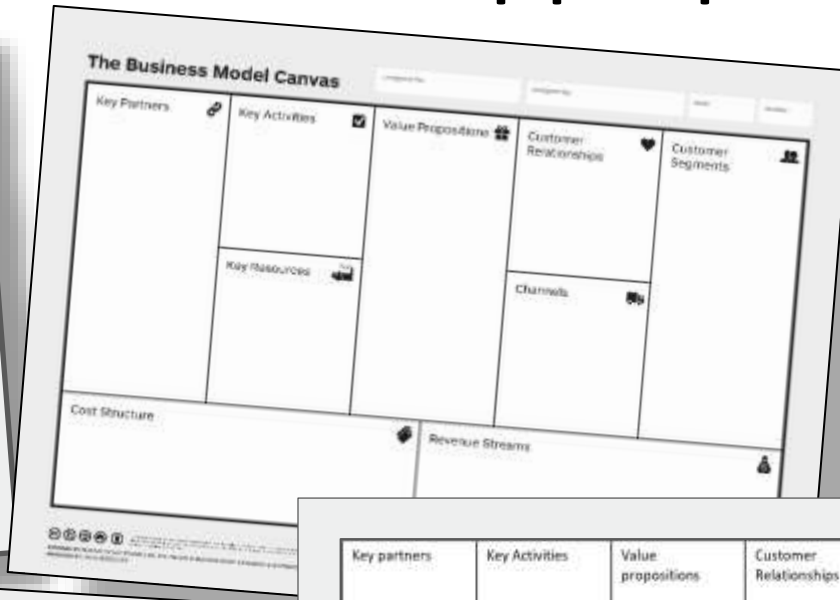 The Business Model Canvas
Key Partners
Key Activities
Value Propositions
Customer
Relationships
Customer
Segments
Key Resources
Channels
Cost Structure
Revenue Streams
Key partners
Key Activities
Value
propositions
Customer
Relationships